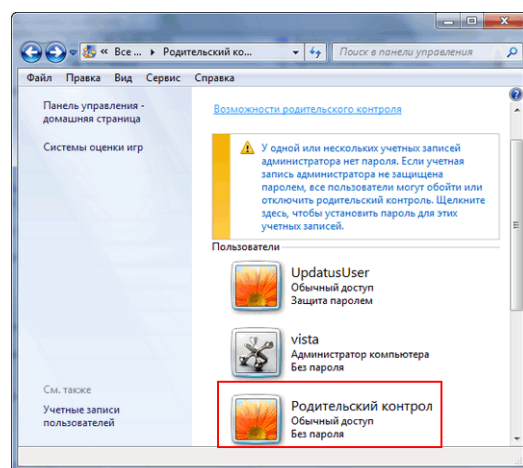 « Все ... ▸ Родительский ко...
Поиск в панели управления
Файл Правка Вид Сервис Справка
Панель управления -
домашняя страница
Системы оценки игр
См. также
Учетные записи
пользователей
Возможности родительского контроля
У одной или нескольких учетных записей
администратора нет пароля. Если учетная
запись администратора не защищена
паролем, все пользователи могут обойти или
отключить родительский контроль. Щелкните
здесь, чтобы установить пароль для этих
учетных записей.
Пользователи
UpdatusUser
Обычный доступ
Защита паролем
vista
Администратор компьютера
Без пароля
Родительский контрол
Обычный доступ
Без пароля